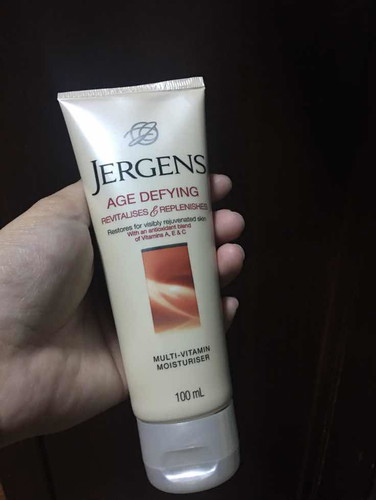 JERGENS
AGE DEFYING
REVITALISES & REPLENISHES
Restores for visibly rejuvenated skin
With an antioxidant blend
of Vitamins A, E & C
MULTI-VITAMIN
MOISTURISER
100 mL